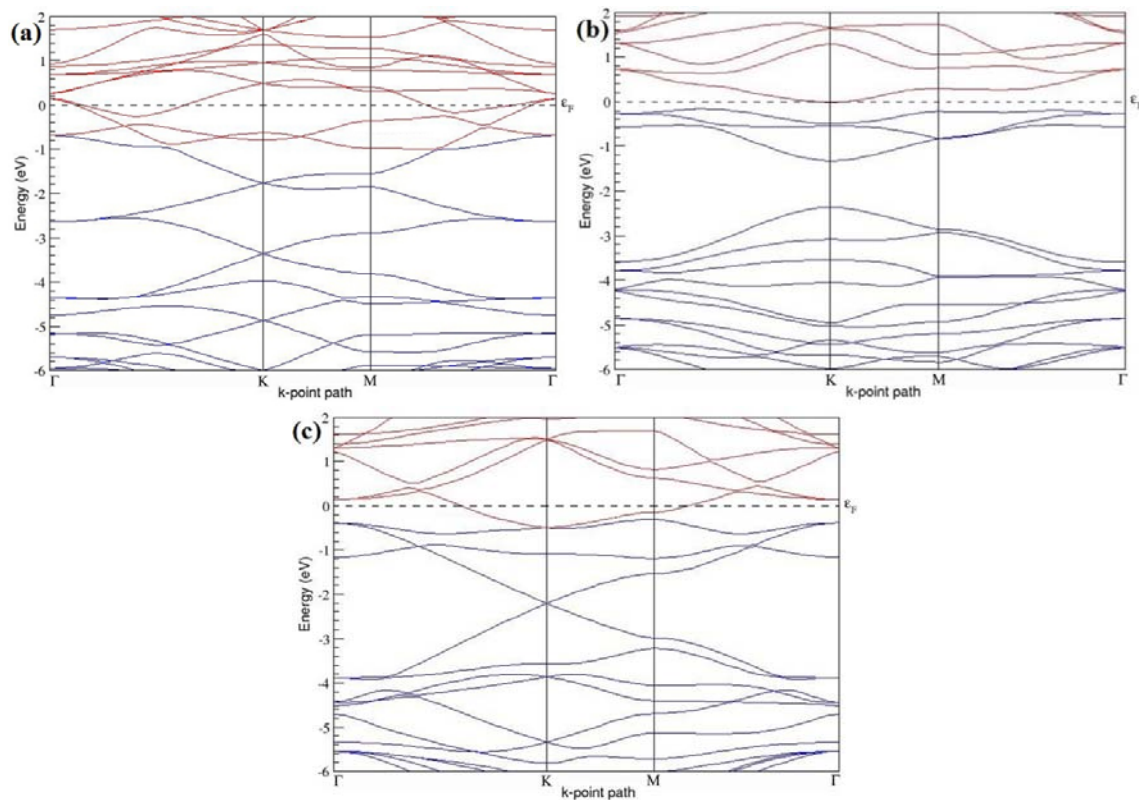 (a)
2
1
0
-1
-2
-3
-4
-5
-6
Energy (eV)
εF
Γ
K
M
Γ
k-point path
(b)
2
1
0
-1
-2
-3
-4
-5
-6
Energy (eV)
εF
Γ
K
M
Γ
k-point path
(c)
2
1
0
-1
-2
-3
-4
-5
-6
Energy (eV)
εF
Γ
K
M
Γ
k-point path